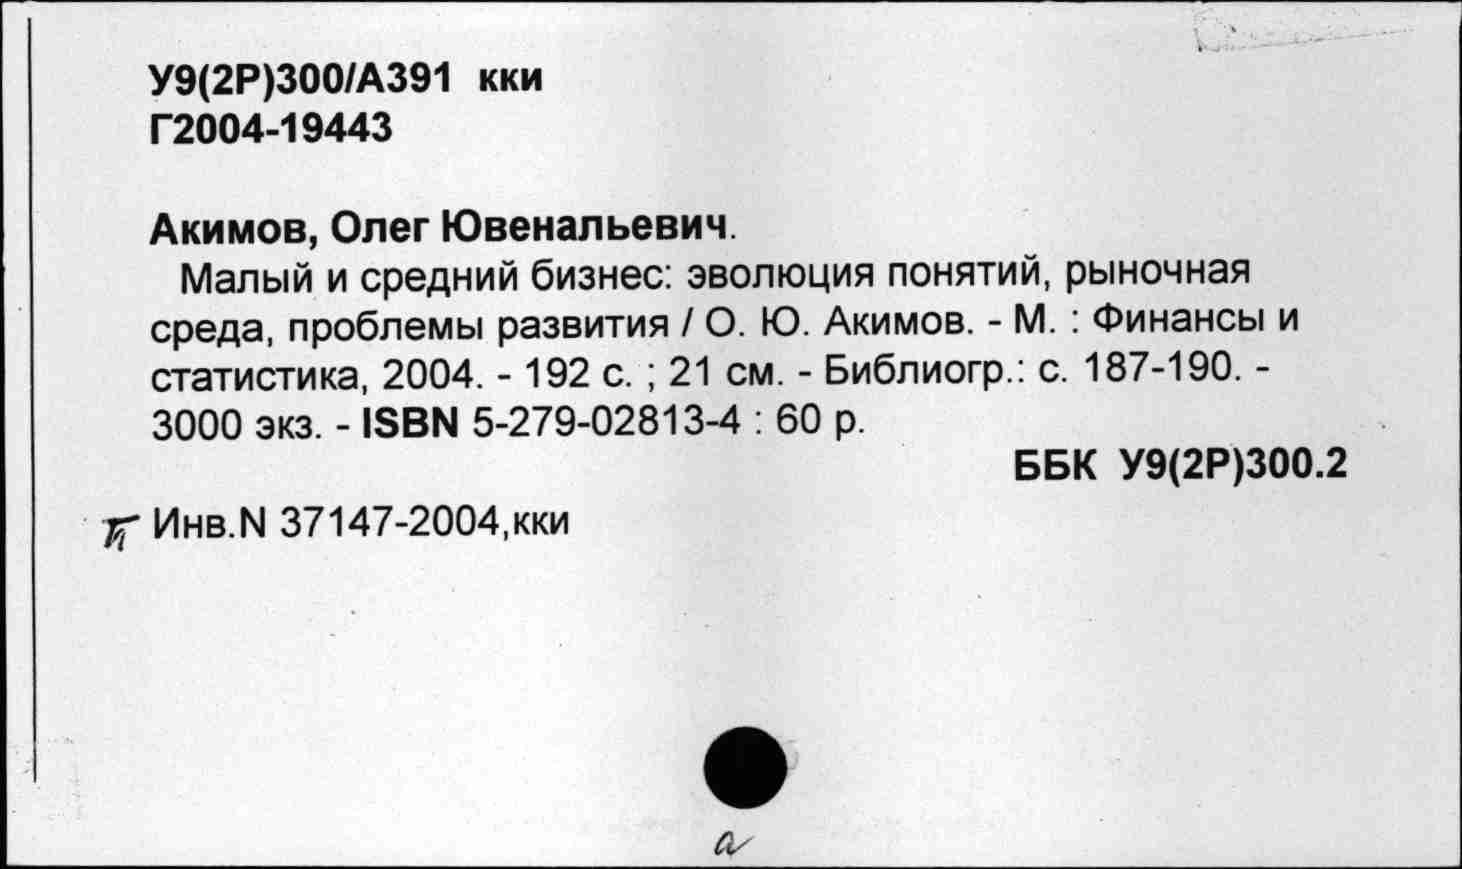 У9(2Р)300/А391 кки
Г2004-19443
Акимов, Олег Ювенальевич.
Малый и средний бизнес: эволюция понятий, рыночная
среда, проблемы развития / О. Ю. Акимов. - М. : Финансы и
статистика, 2004. - 192 с. ; 21 см. - Библиогр.: с. 187-190. -
3000 экз. - ISBN 5-279-02813-4 : 60 р.
ББК У9(2Р)300.2
Инв.N 37147-2004,кки
а